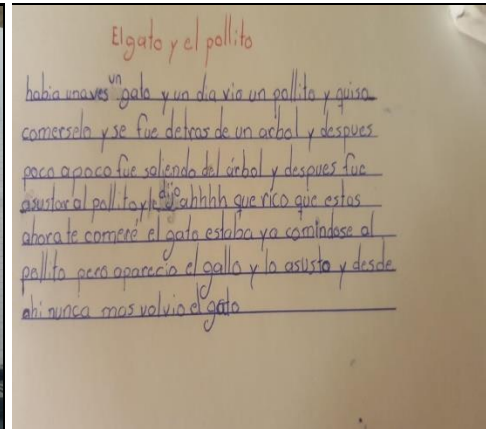 El gato y el pollito
habia unaves un gato y un dia vio un pollito y quiso
comerselo y se fue detras de un arbol y despues
poco apoco fue saliendo del árbol y despues fue
asustar al pollito y le dijo ahhhh que rico que estas
ahora te comeré el gato estaba ya comindose al
pollito pero aparecio el gallo y lo asusto y desde
ahi nunca mas volvio el gato